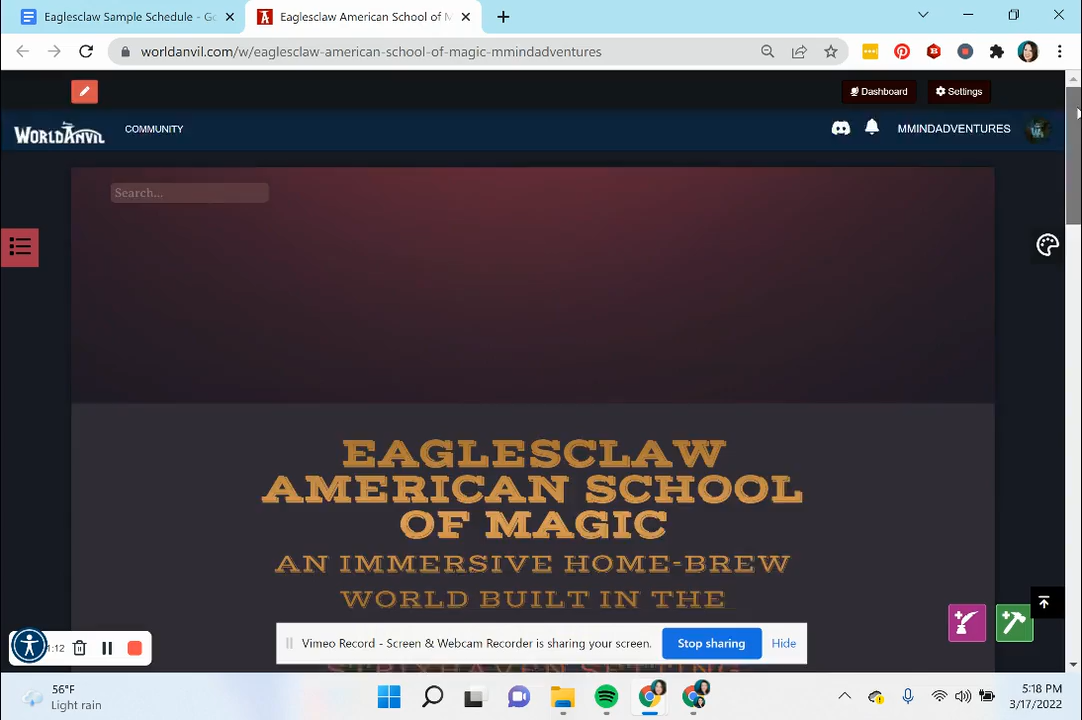 Eaglesclaw Sample Schedule - Go
Eaglesclaw American School of M
worldanvil.com/w/eaglesclaw-american-school-of-magic-mmindadventures
Dashboard
Settings
WORLDANVIL
COMMUNITY
MMINDADVENTURES
Search...
EAGLESCLAW
AMERICAN SCHOOL
OF MAGIC
AN IMMERSIVE HOME-BREW
WORLD BUILT IN THE
Vimeo Record - Screen & Webcam Recorder is sharing your screen.
Stop sharing
Hide
1:12
56°F
Light rain
5:18 PM
3/17/2022